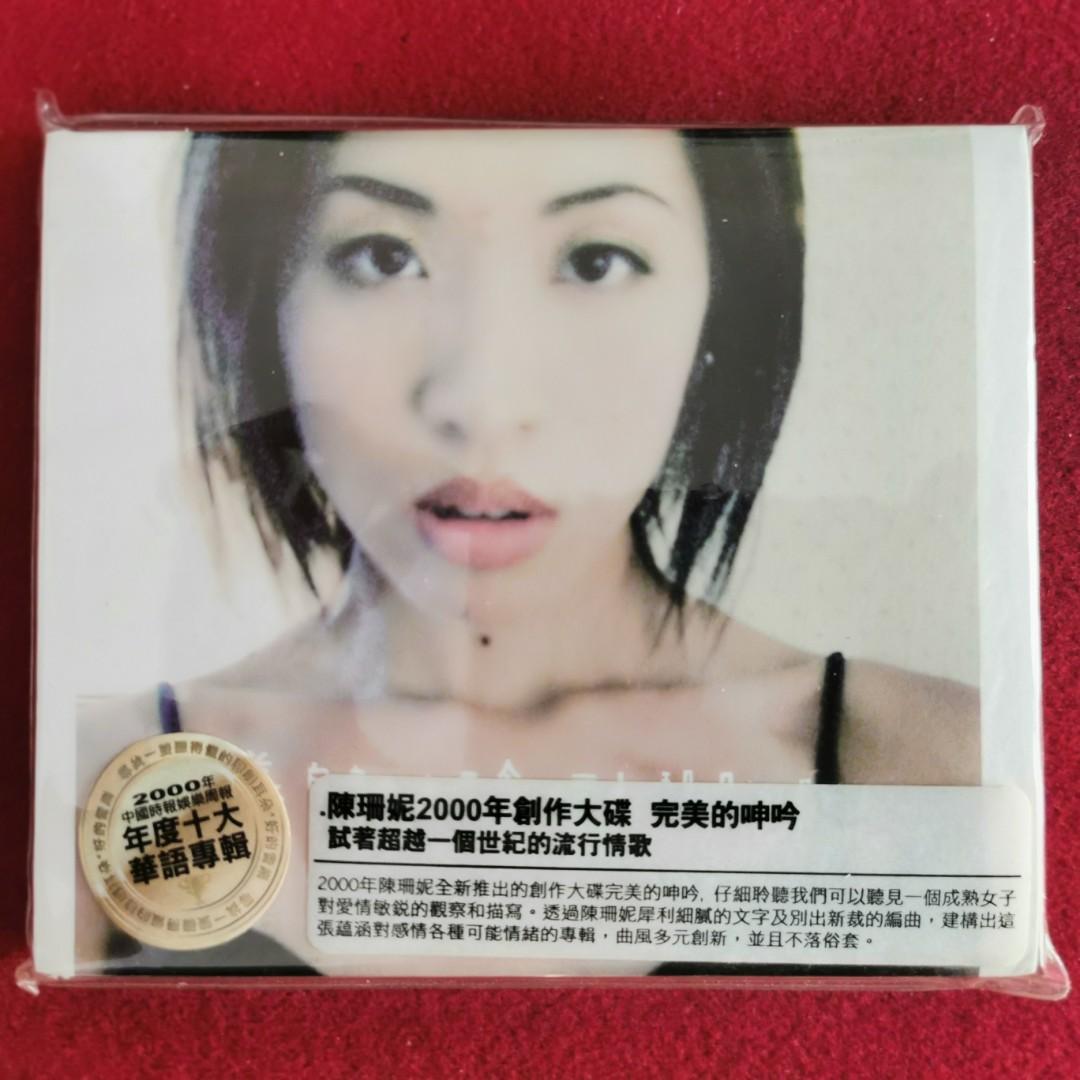 2000年
中國時報娛樂周報
年度十大
華語專輯
.陳珊妮2000年創作大碟 完美的呻吟
試著超越一個世紀的流行情歌
2000年陳珊妮全新推出的創作大碟完美的呻吟, 仔細聆聽我們可以聽見一個成熟女子
對愛情敏銳的觀察和描寫。透過陳珊妮犀利細膩的文字及別出新裁的編曲，建構出這
張蘊涵對感情各種可能情緒的專輯，曲風多元創新，並且不落俗套。